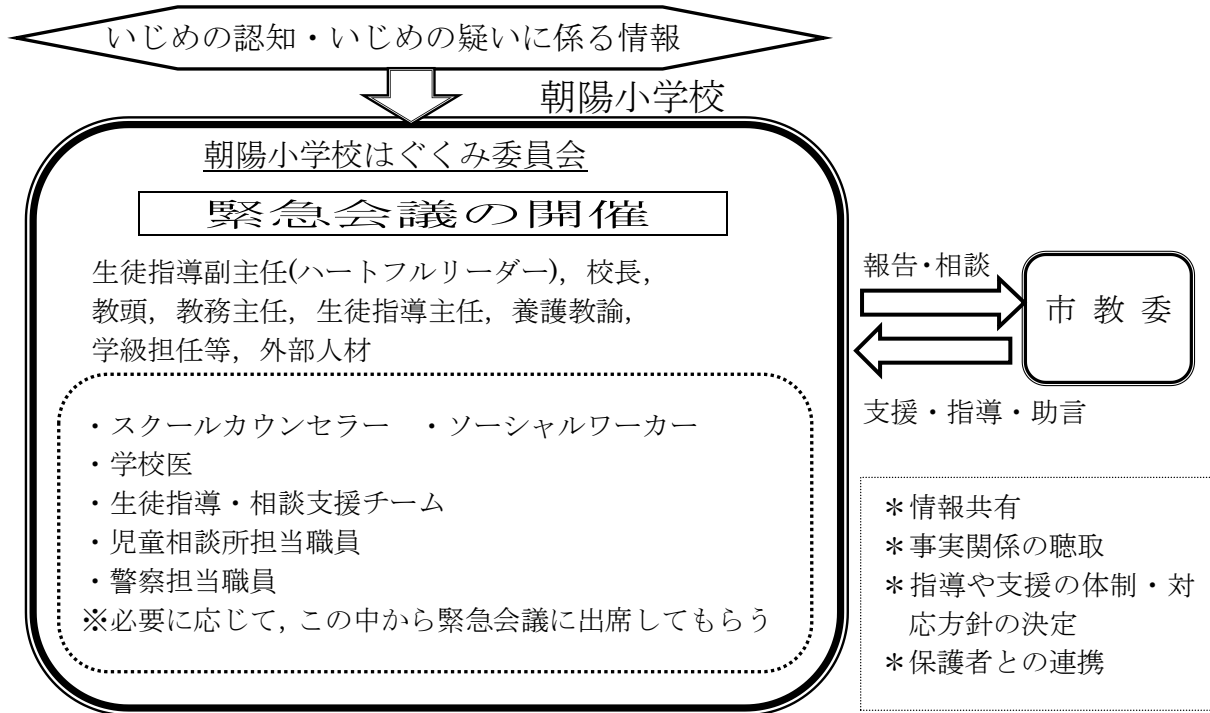 いじめの認知・いじめの疑いに係る情報
朝陽小学校
朝陽小学校はぐくみ委員会
緊急会議の開催
生徒指導副主任(ハートフルリーダー)，校長，
教頭，教務主任，生徒指導主任，養護教諭，
学級担任等，外部人材
・スクールカウンセラー　・ソーシャルワーカー
・学校医
・生徒指導・相談支援チーム
・児童相談所担当職員
・警察担当職員
※必要に応じて，この中から緊急会議に出席してもらう
報告・相談
市教委
支援・指導・助言
＊情報共有
＊事実関係の聴取
＊指導や支援の体制・対
応方針の決定
＊保護者との連携